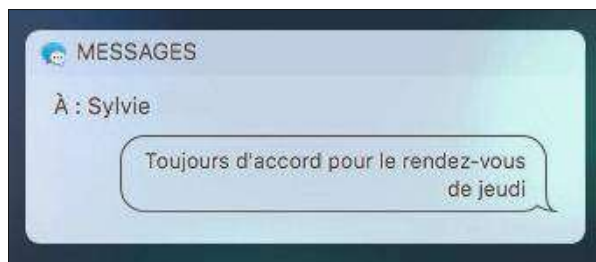 MESSAGES
À : Sylvie
Toujours d'accord pour le rendez-vous
de jeudi